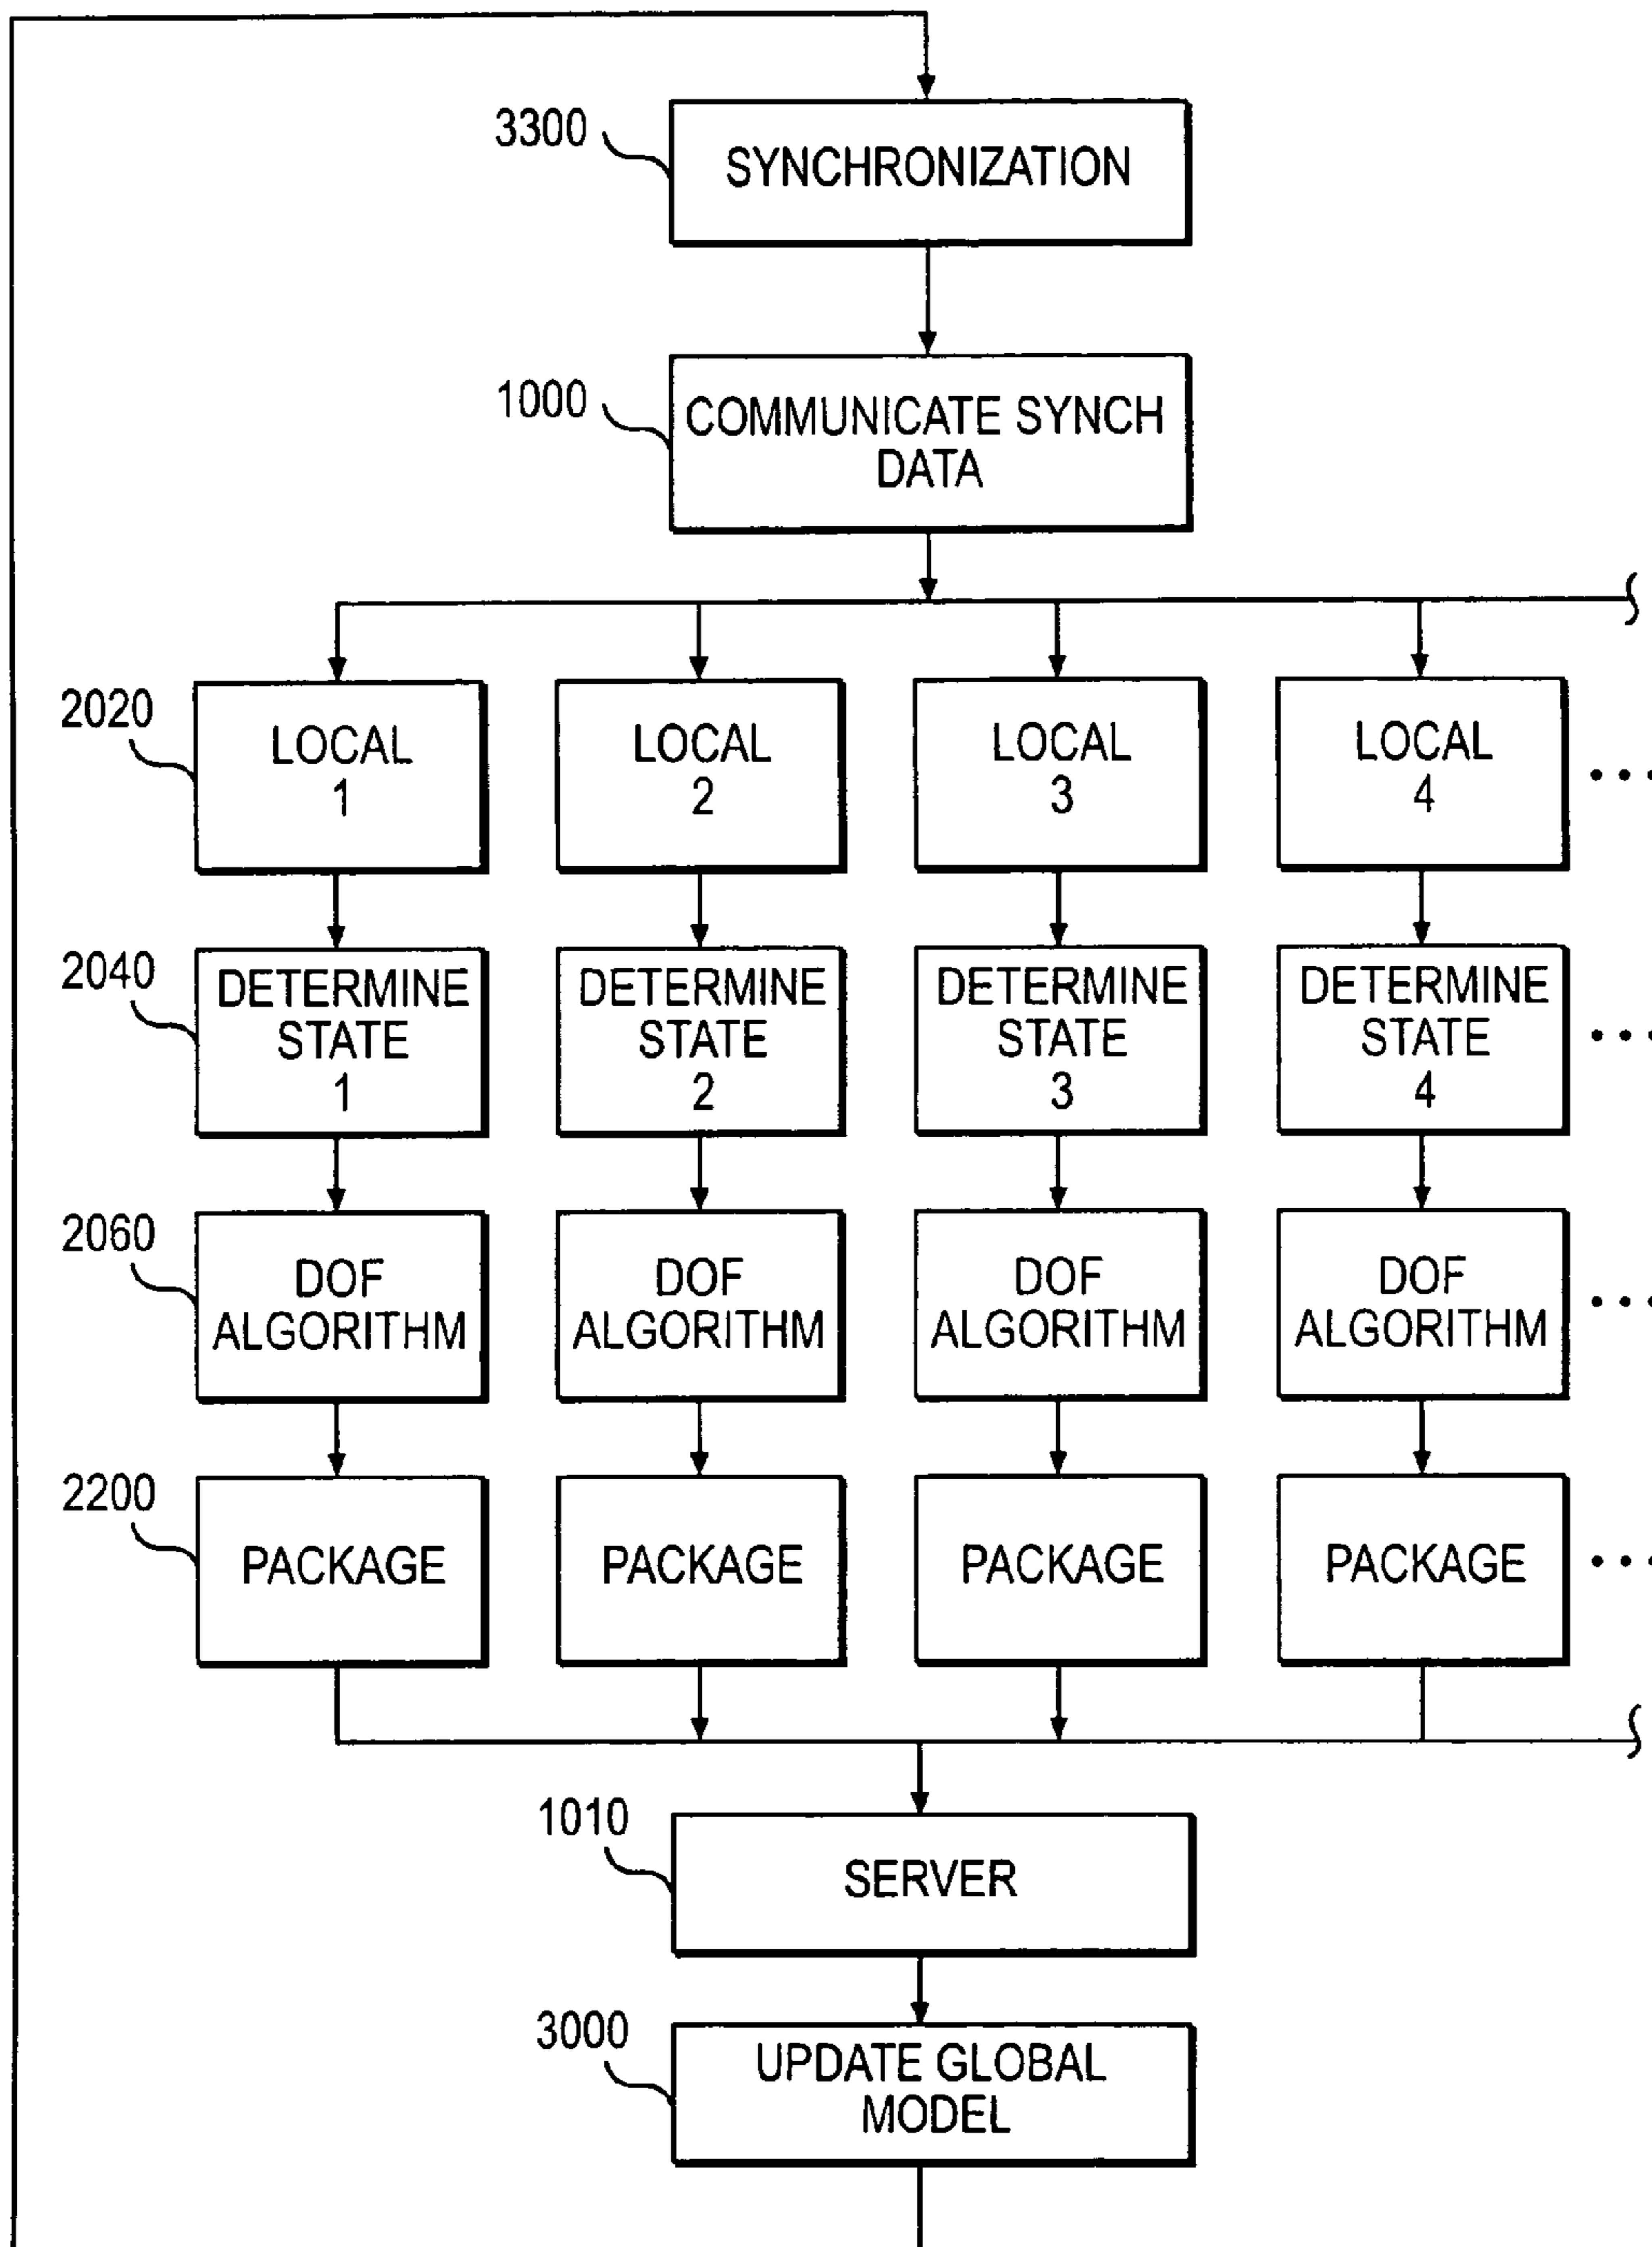 3300
SYNCHRONIZATION
1000
COMMUNICATE SYNCH
DATA
2020
LOCAL
1
LOCAL
2
LOCAL
3
LOCAL
4
...
2040
DETERMINE
STATE
1
DETERMINE
STATE
2
DETERMINE
STATE
3
DETERMINE
STATE
4
...
2060
DOF
ALGORITHM
DOF
ALGORITHM
DOF
ALGORITHM
DOF
ALGORITHM
...
2200
PACKAGE
PACKAGE
PACKAGE
PACKAGE
...
1010
SERVER
3000
UPDATE GLOBAL
MODEL